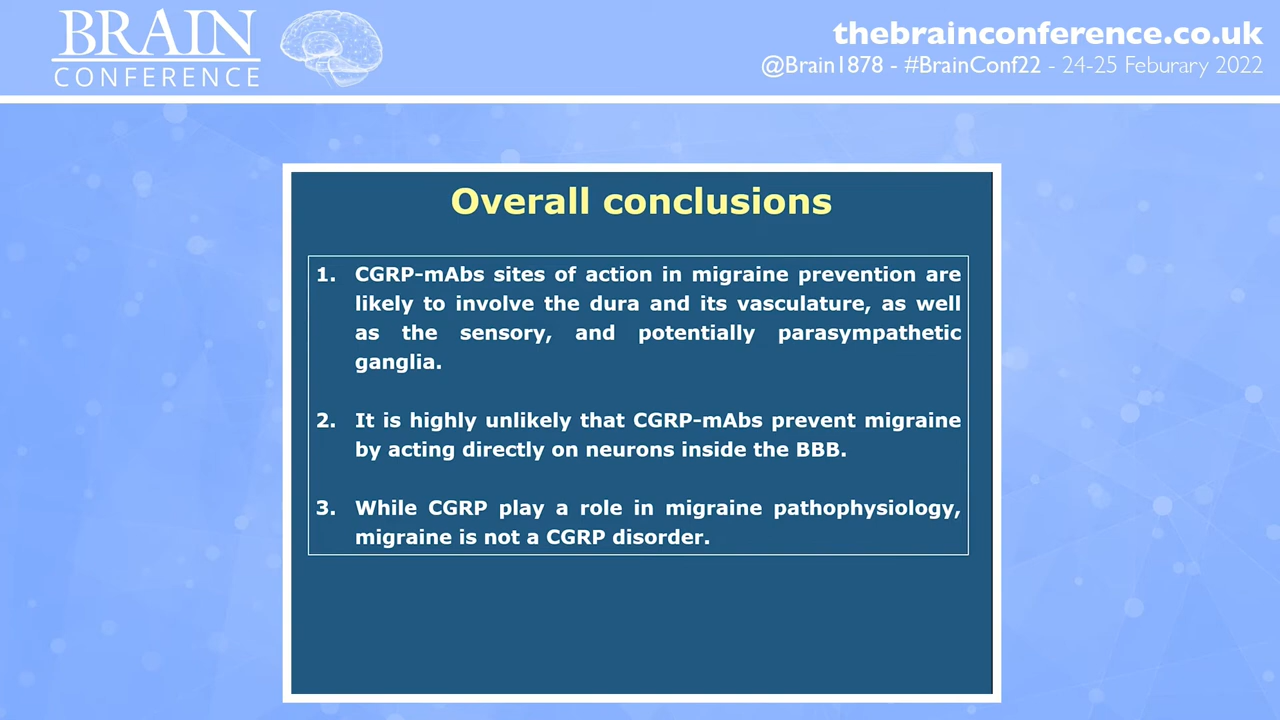 BRAIN
CONFERENCE
thebrainconference.co.uk
@Brain1878 - #BrainConf22 - 24-25 Feburary 2022
Overall conclusions
1. CGRP-mAbs sites of action in migraine prevention are
likely to involve the dura and its vasculature, as well
as the sensory, and potentially parasympathetic
ganglia.
2. It is highly unlikely that CGRP-mAbs prevent migraine
by acting directly on neurons inside the BBB.
3. While CGRP play a role in migraine pathophysiology,
migraine is not a CGRP disorder.